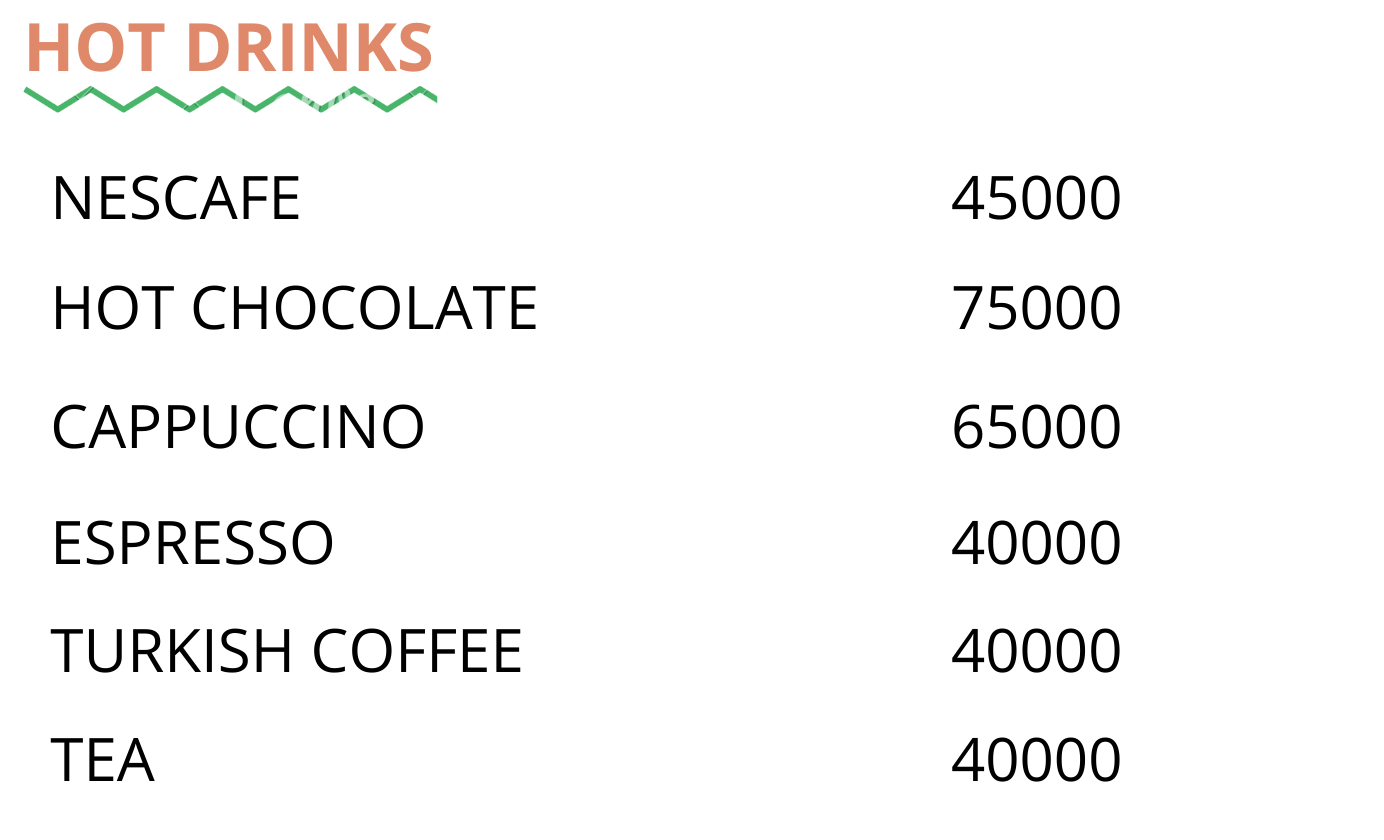 HOT DRINKS
NESCAFE 45000
HOT CHOCOLATE 75000
CAPPUCCINO 65000
ESPRESSO 40000
TURKISH COFFEE 40000
TEA 40000